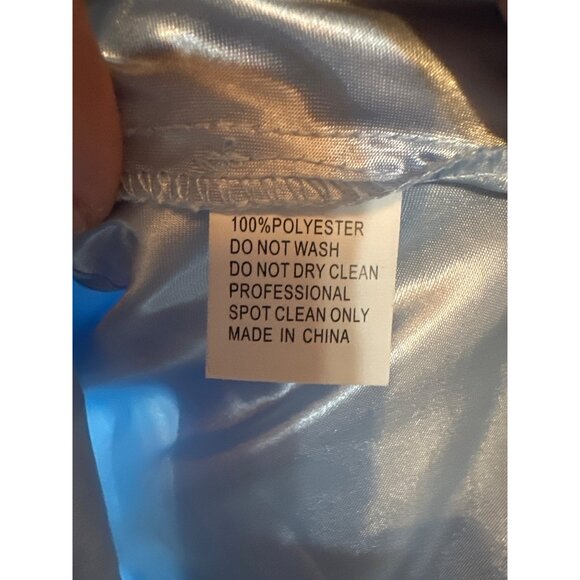 100%POLYESTER
DO NOT WASH
DO NOT DRY CLEAN
PROFESSIONAL
SPOT CLEAN ONLY
MADE IN CHINA